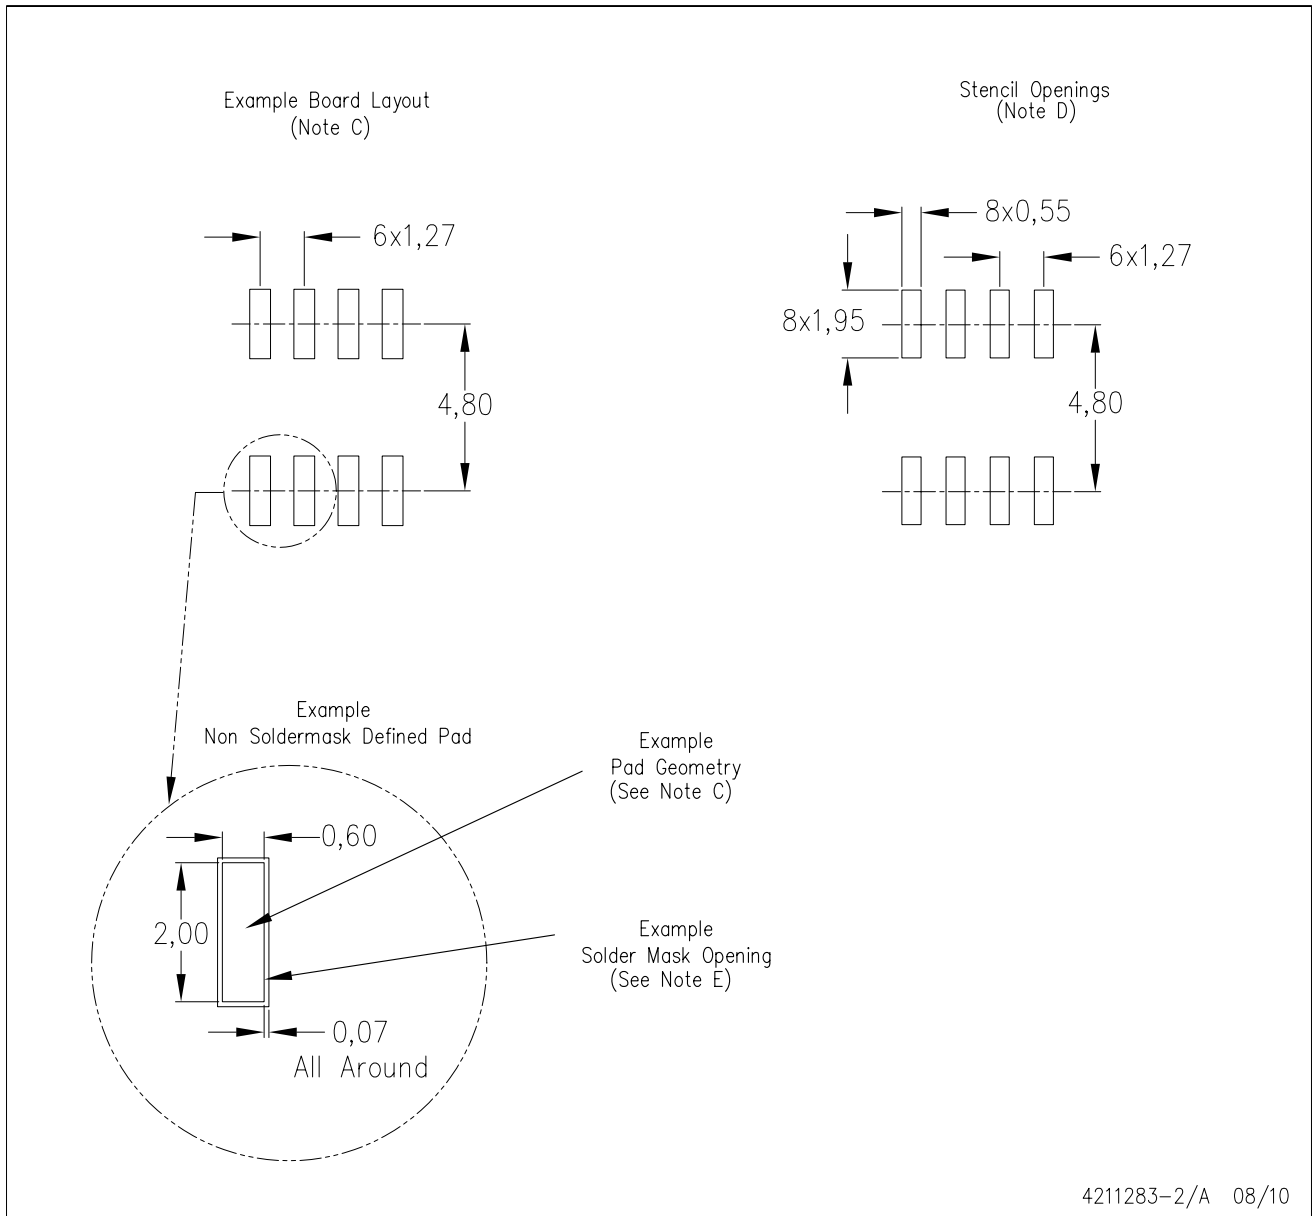 Example Board Layout
(Note C)
6x1,27
4,80
Stencil Openings
(Note D)
8x0,55
6x1,27
8x1,95
4,80
Example
Non Soldermask Defined Pad
0,60
2,00
0,07
All Around
Example
Pad Geometry
(See Note C)
Example
Solder Mask Opening
(See Note E)
4211283-2/A 08/10